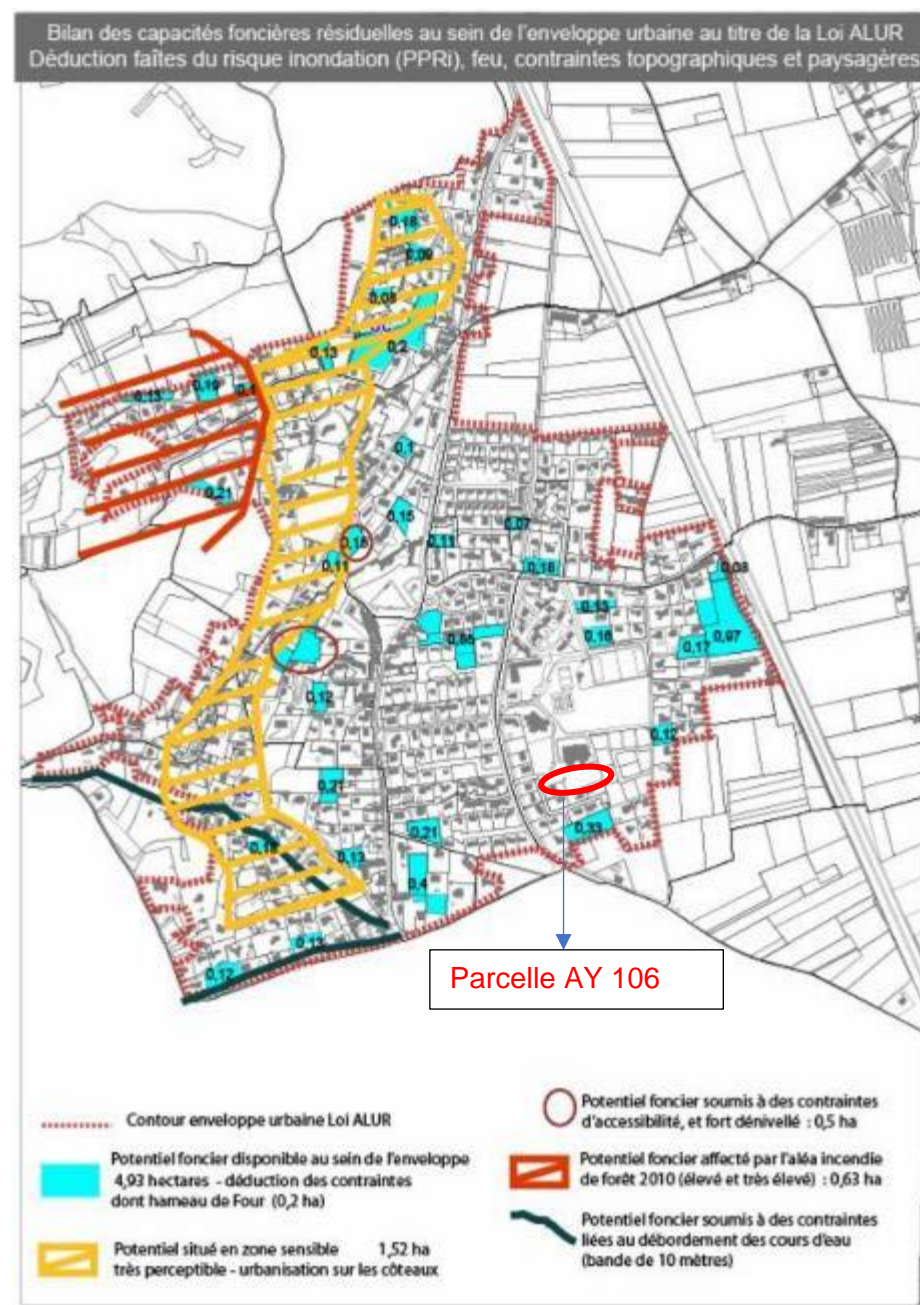 Bilan des capacités foncières résiduelles au sein de l'enveloppe urbaine au titre de la Loi ALUR
Déduction faîtes du risque inondation (PPRi), feu, contraintes topographiques et paysagères
0,18
0,09
0,08
0,2
0,13
0,19
0,13
0,1
0,21
0,15
0,07
0,11
0,11
0,18
0,08
0,16
0,97
0,17
0,12
0,12
0,21
0,21
0,33
0,13
0,4
0,13
0,12
Parcelle AY 106
Contour enveloppe urbaine Loi ALUR
Potentiel foncier disponible au sein de l'enveloppe
4,93 hectares - déduction des contraintes
dont hameau de Four (0,2 ha)
Potentiel situé en zone sensible 1,52 ha
très perceptible - urbanisation sur les côteaux
Potentiel foncier soumis à des contraintes
d'accessibilité, et fort dénivellé : 0,5 ha
Potentiel foncier affecté par l'aléa incendie
de forêt 2010 (élevé et très élevé) : 0,63 ha
Potentiel foncier soumis à des contraintes
liées au débordement des cours d'eau
(bande de 10 mètres)